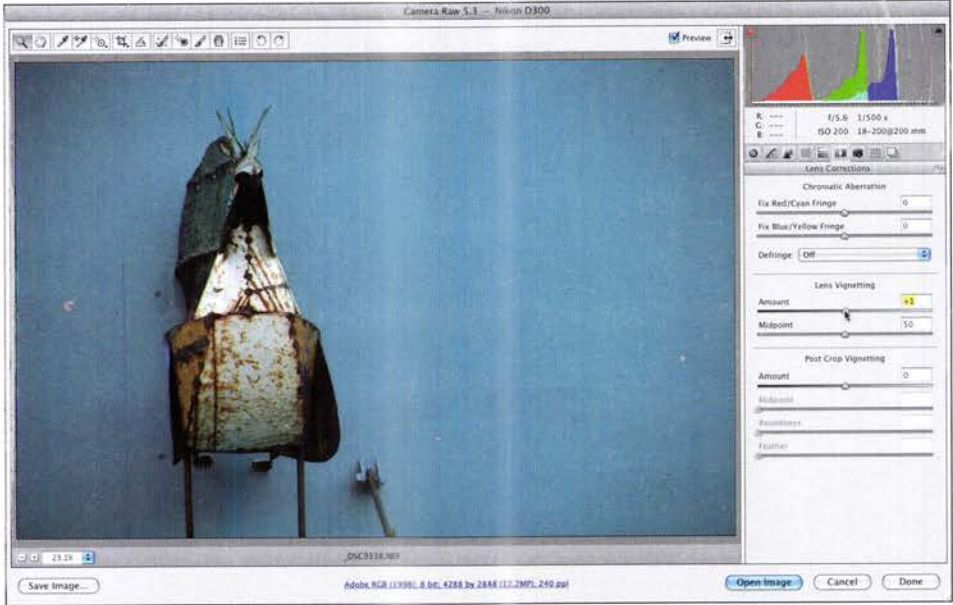 Camera Raw 5.3 – Nikon D300
Preview
R: ---
G: ---
B: ---
f/5.6 1/500 s
ISO 200 18-200@200 mm
Lens Corrections
Chromatic Aberration
Fix Red/Cyan Fringe 0
Fix Blue/Yellow Fringe 0
Defringe: Off
Lens Vignetting
Amount +1
Midpoint 50
Post Crop Vignetting
Amount 0
Midpoint
Roundness
Feather
23.1%
_DSC9338.NEF
Save Image...
Adobe RGB (1998); 8 bit; 4288 by 2848 (12.2MP); 240 ppi
Open Image
Cancel
Done